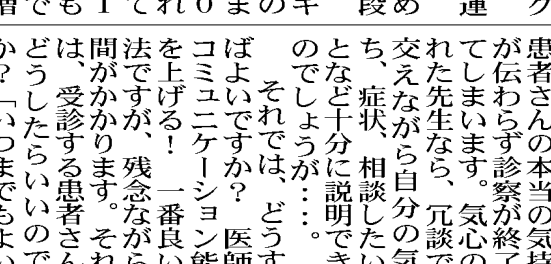 患者さんの本当の気持
が伝わらず診察が終了
てしまいます。気心の
れた先生なら、冗談で
交えながら自分の気
ち、症状、相談したい
となど十分に説明でき
のでしょうが…。
それでは、どうす
ばよいですか? 医師
コミュニケーション能
を上げる! 一番良い
法ですが、残念ながら
間がかかります。それ
は、受診する患者さん
どうしたらいいので
か?「いつまでもよい